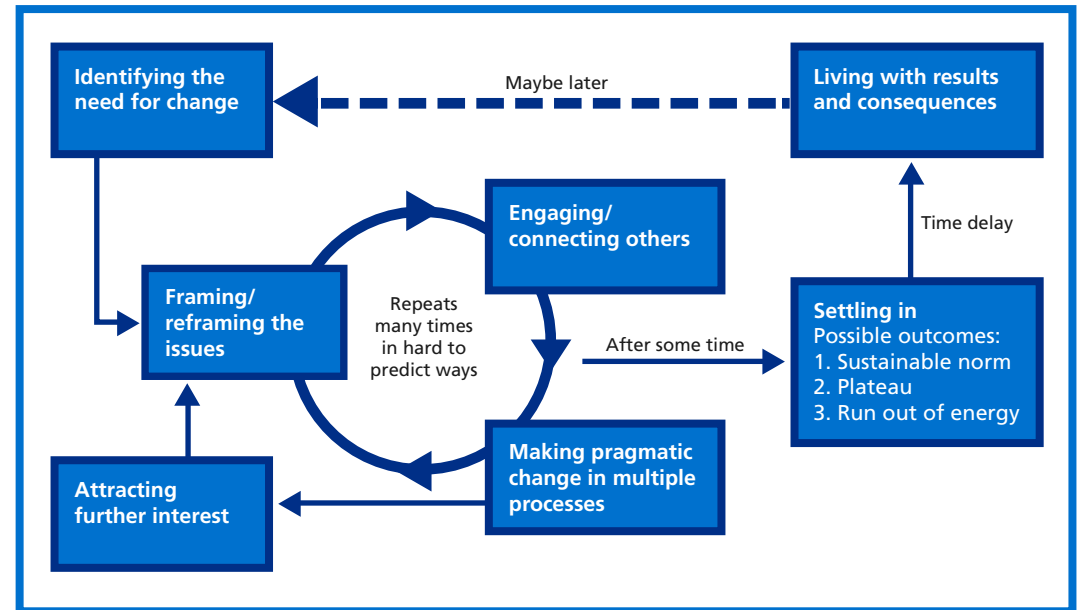 Identifying the
need for change
Maybe later
Living with results
and consequences
Engaging/
connecting others
Time delay
Framing/
reframing the
issues
Repeats
many times
in hard to
predict ways
After some time
Settling in
Possible outcomes:
1. Sustainable norm
2. Plateau
3. Run out of energy
Attracting
further interest
Making pragmatic
change in multiple
processes